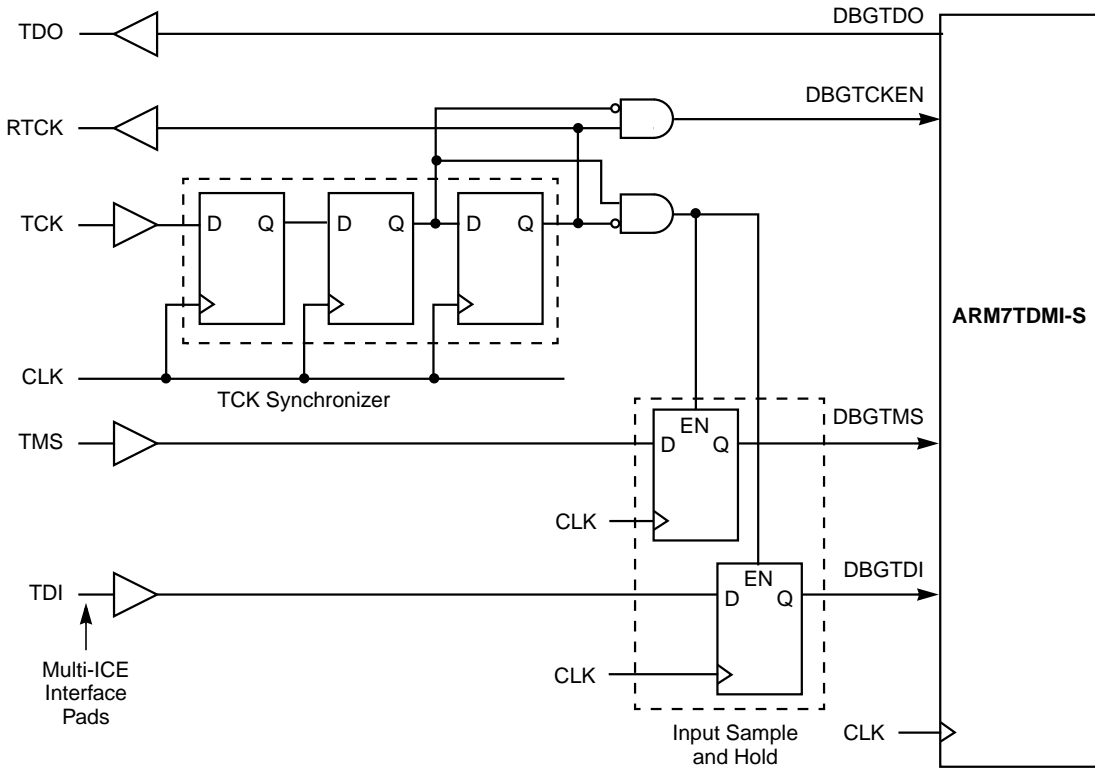 TDO
DBGTDO
RTCK
DBGTCKEN
TCK
D Q
D Q
D Q
ARM7TDMI-S
CLK
TCK Synchronizer
TMS
EN
D Q
DBGTMS
CLK
TDI
EN
D Q
DBGTDI
Multi-ICE
Interface
Pads
CLK
Input Sample
and Hold
CLK